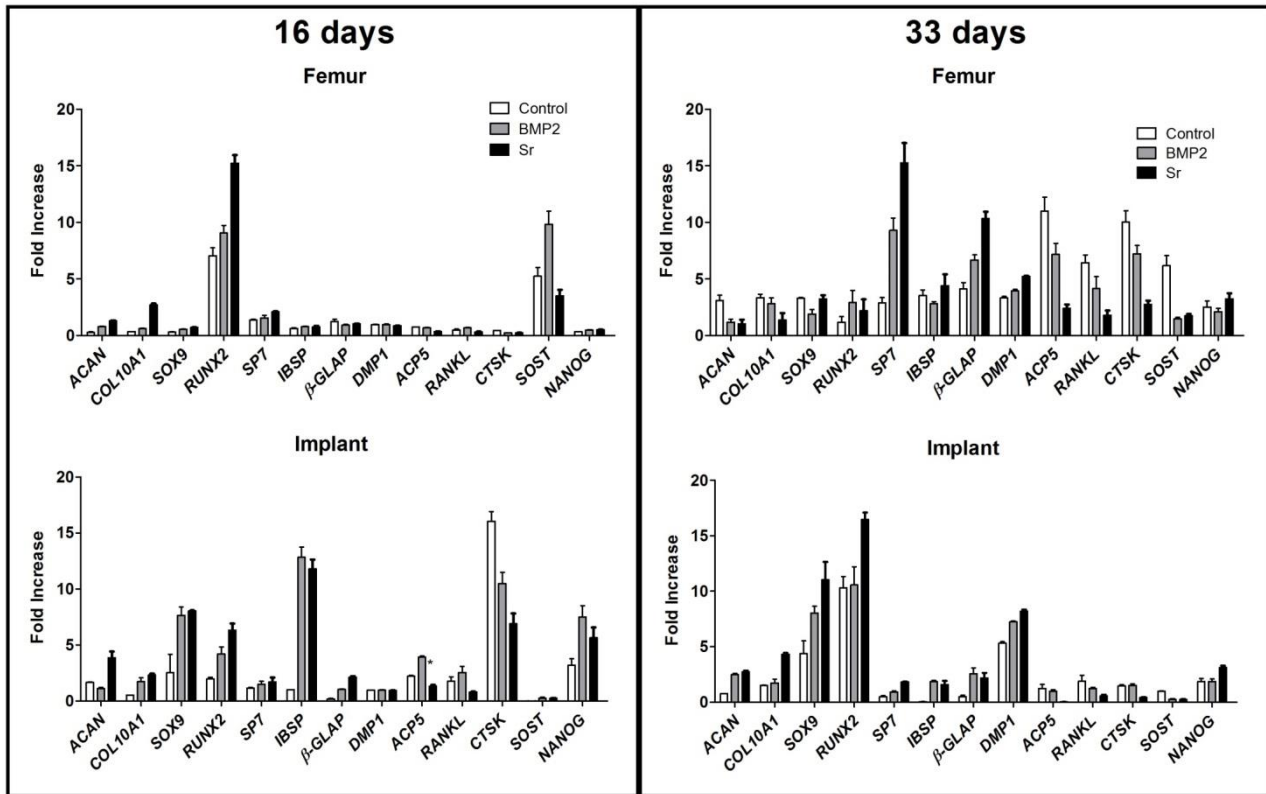 16 days
Femur
Control
BMP2
Sr
Fold Increase
20
15
10
5
0
ACAN
COL10A1
SOX9
RUNX2
SP7
IBSP
β-GLAP
DMP1
ACP5
RANKL
CTSK
SOST
NANOG
Implant
Fold Increase
20
15
10
5
0
*
ACAN
COL10A1
SOX9
RUNX2
SP7
IBSP
β-GLAP
DMP1
ACP5
RANKL
CTSK
SOST
NANOG
33 days
Femur
Control
BMP2
Sr
Fold Increase
20
15
10
5
0
ACAN
COL10A1
SOX9
RUNX2
SP7
IBSP
β-GLAP
DMP1
ACP5
RANKL
CTSK
SOST
NANOG
Implant
Fold Increase
20
15
10
5
0
ACAN
COL10A1
SOX9
RUNX2
SP7
IBSP
β-GLAP
DMP1
ACP5
RANKL
CTSK
SOST
NANOG